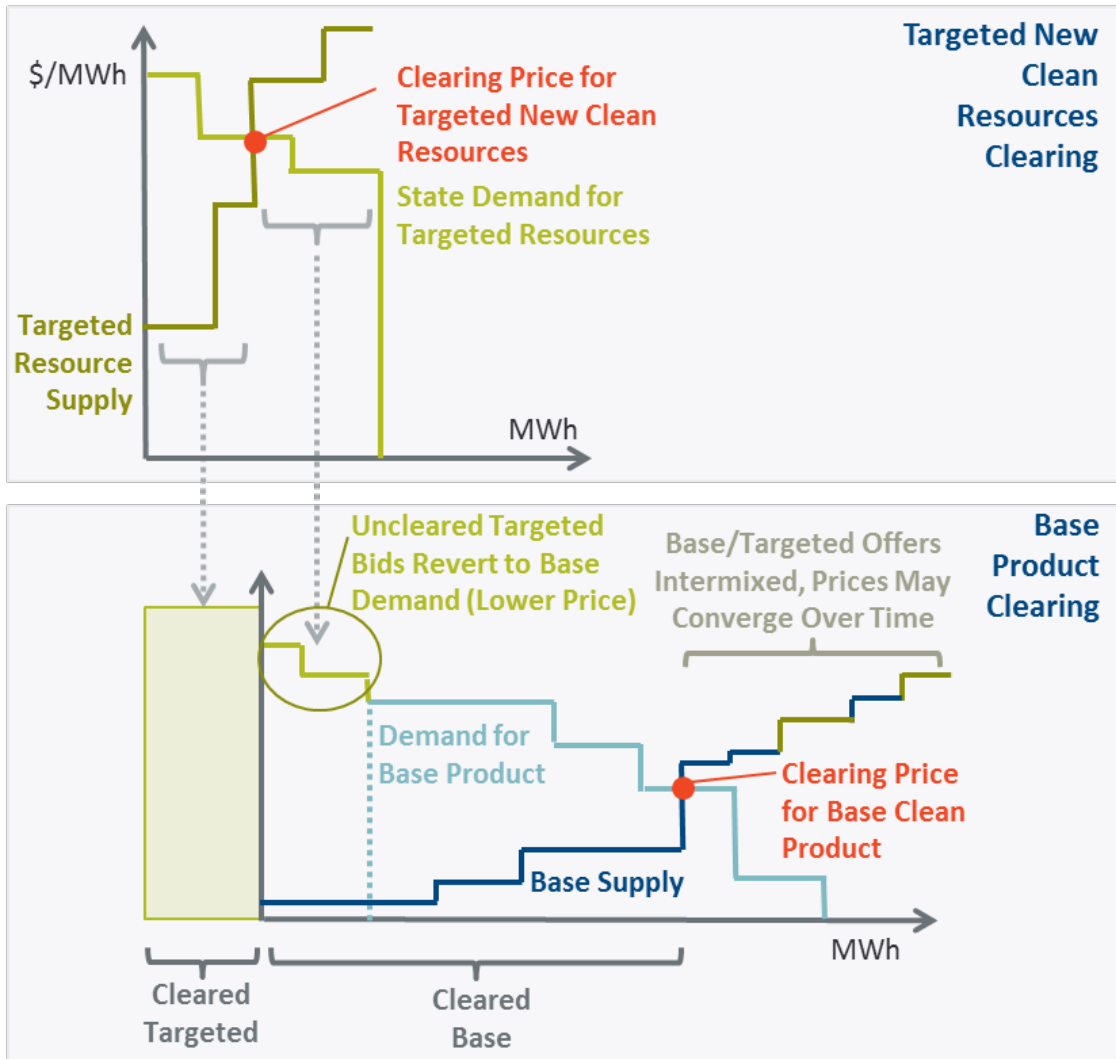 Targeted New
Clean
Resources
Clearing
$/MWh
Clearing Price for
Targeted New Clean
Resources
State Demand for
Targeted Resources
Targeted
Resource
Supply
MWh
Uncleared Targeted
Bids Revert to Base
Demand (Lower Price)
Base/Targeted Offers
Intermixed, Prices May
Converge Over Time
Base
Product
Clearing
Demand for
Base Product
Clearing Price
for Base Clean
Product
Base Supply
MWh
Cleared
Targeted
Cleared
Base